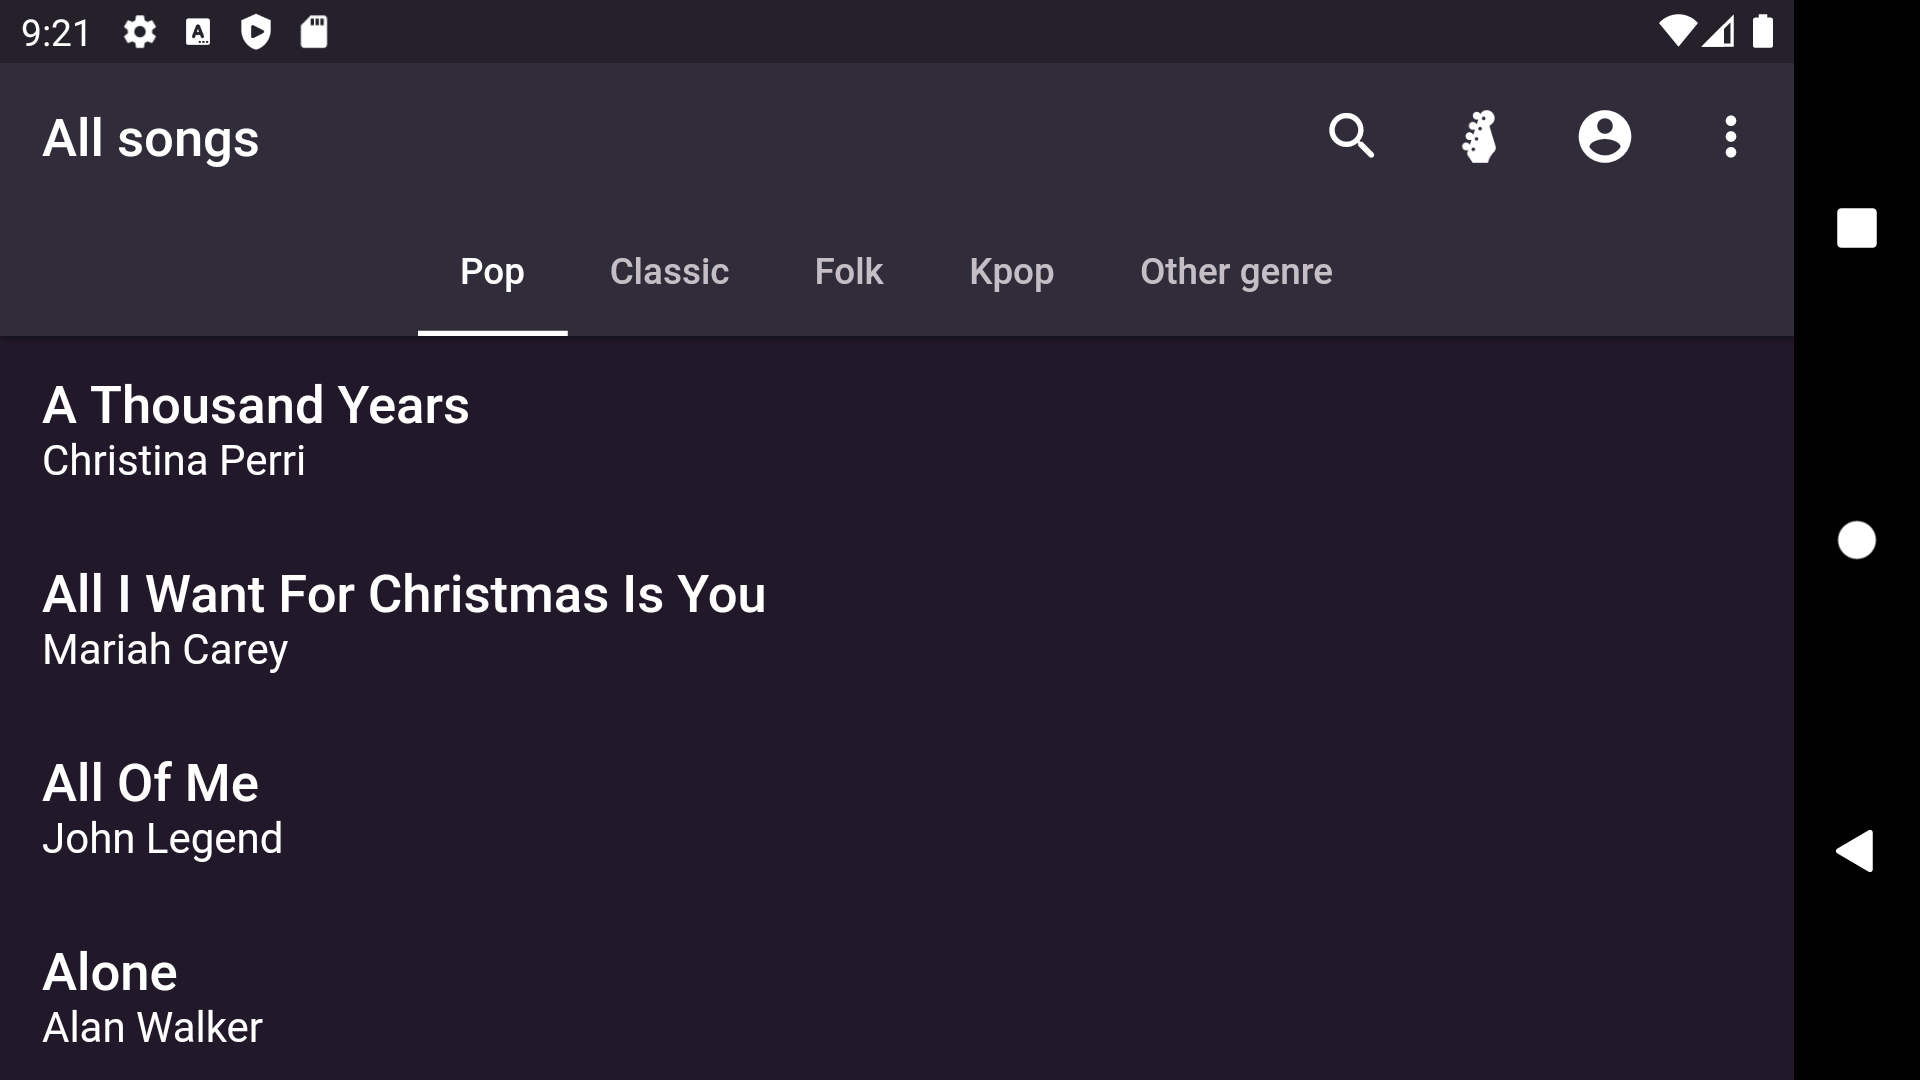 9:21
All songs
Pop
Classic
Folk
Kpop
Other genre
A Thousand Years
Christina Perri
All I Want For Christmas Is You
Mariah Carey
All Of Me
John Legend
Alone
Alan Walker